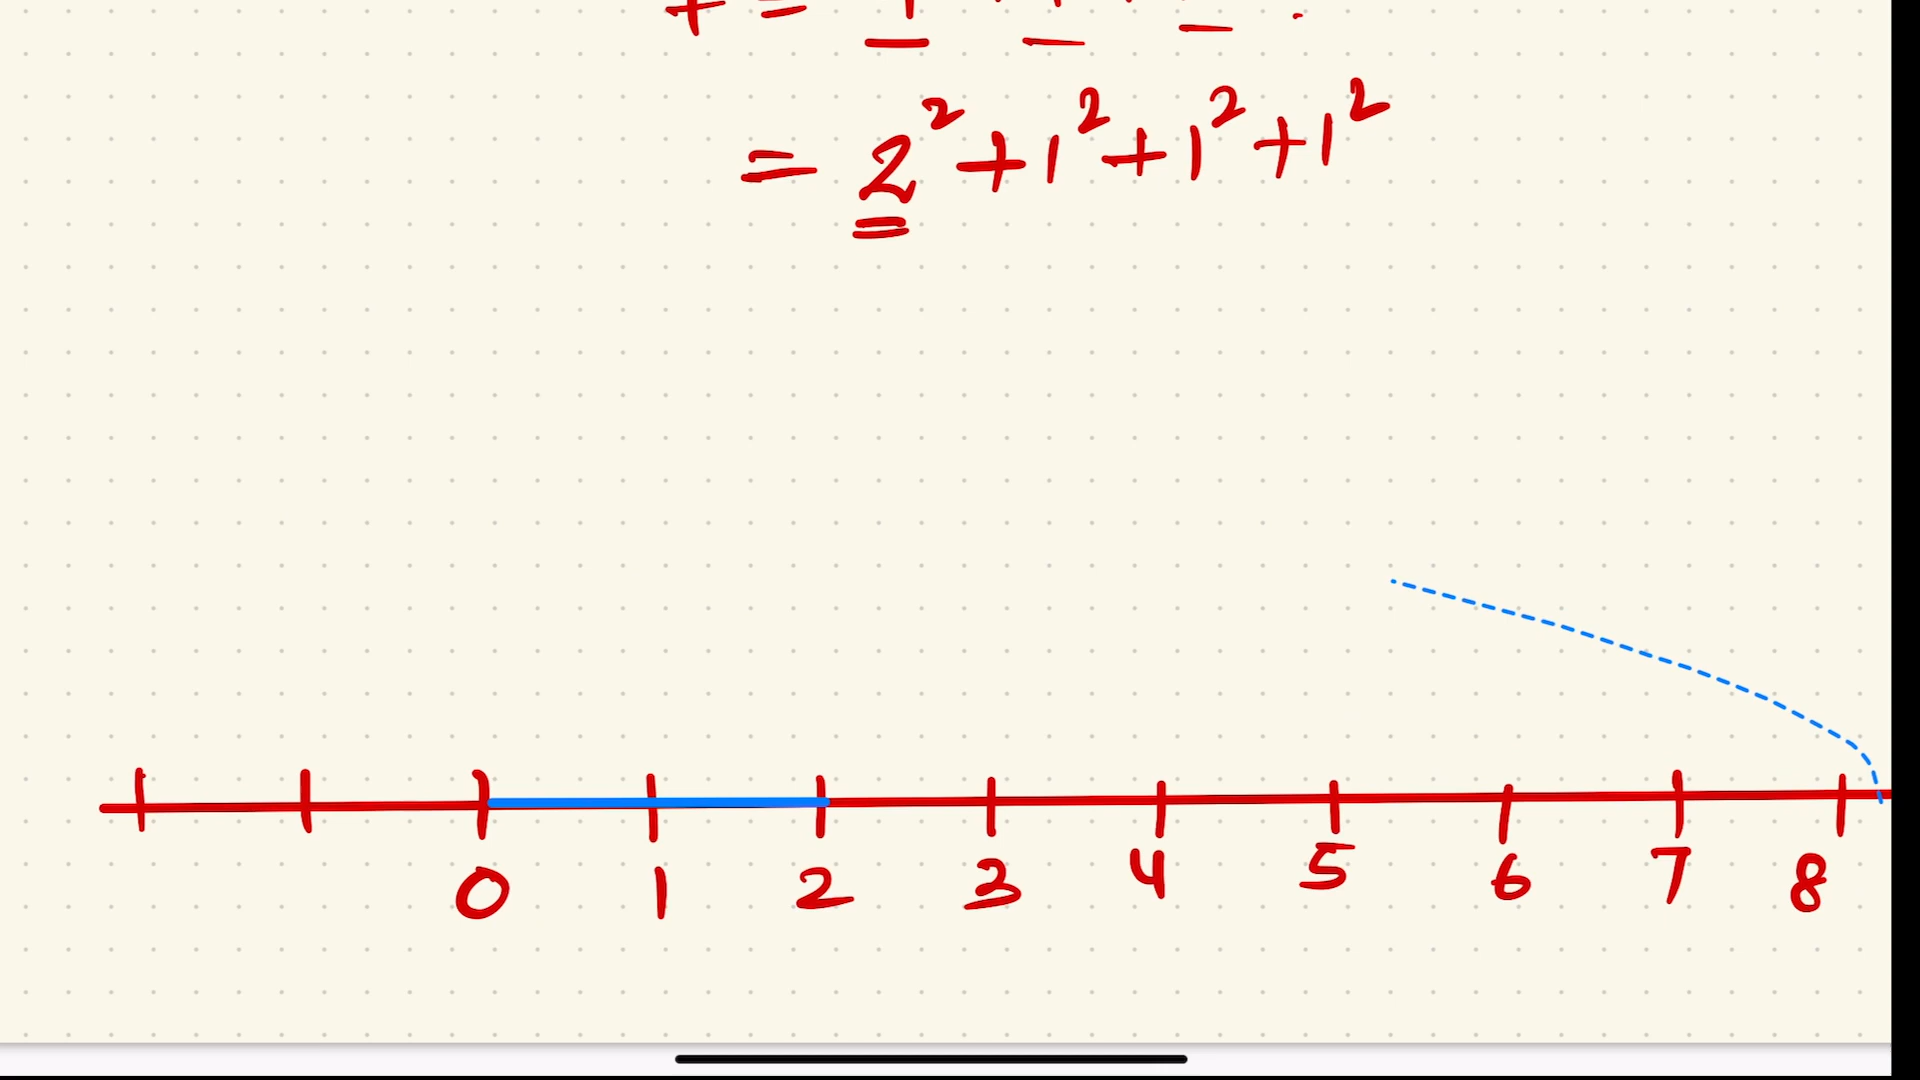 = 2² + 1² + 1² + 1²
0 1 2 3 4 5 6 7 8